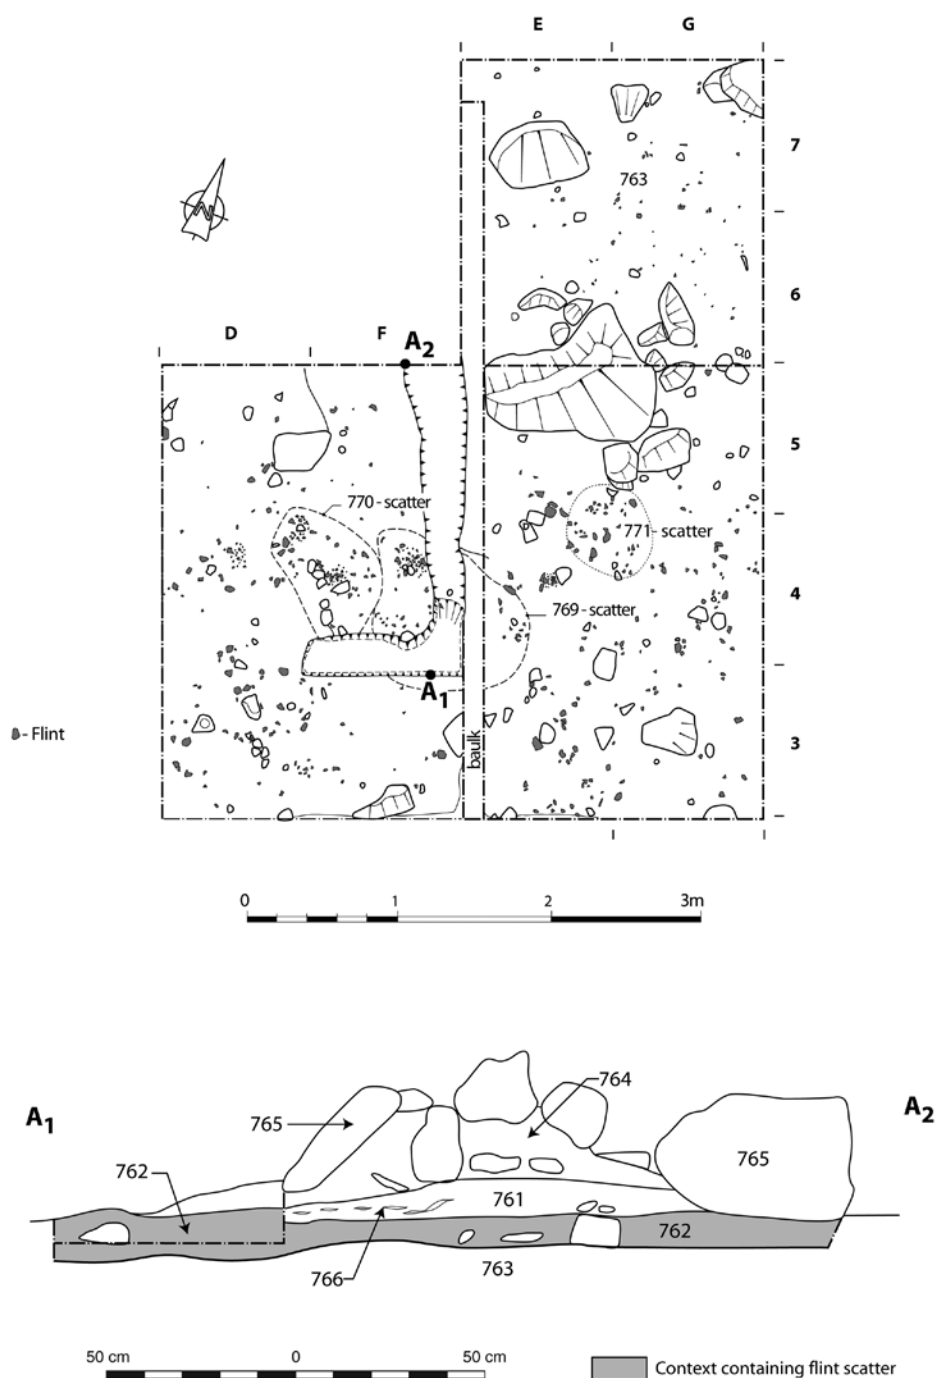 E G
7
763
N
6
D F A2
5
770-scatter
771- scatter
4
769-scatter
A1
- Flint
baulk
3
0 1 2 3m
764
A1 A2
765
765
762
761
762
763
766
50 cm 0 50 cm
Context containing flint scatter